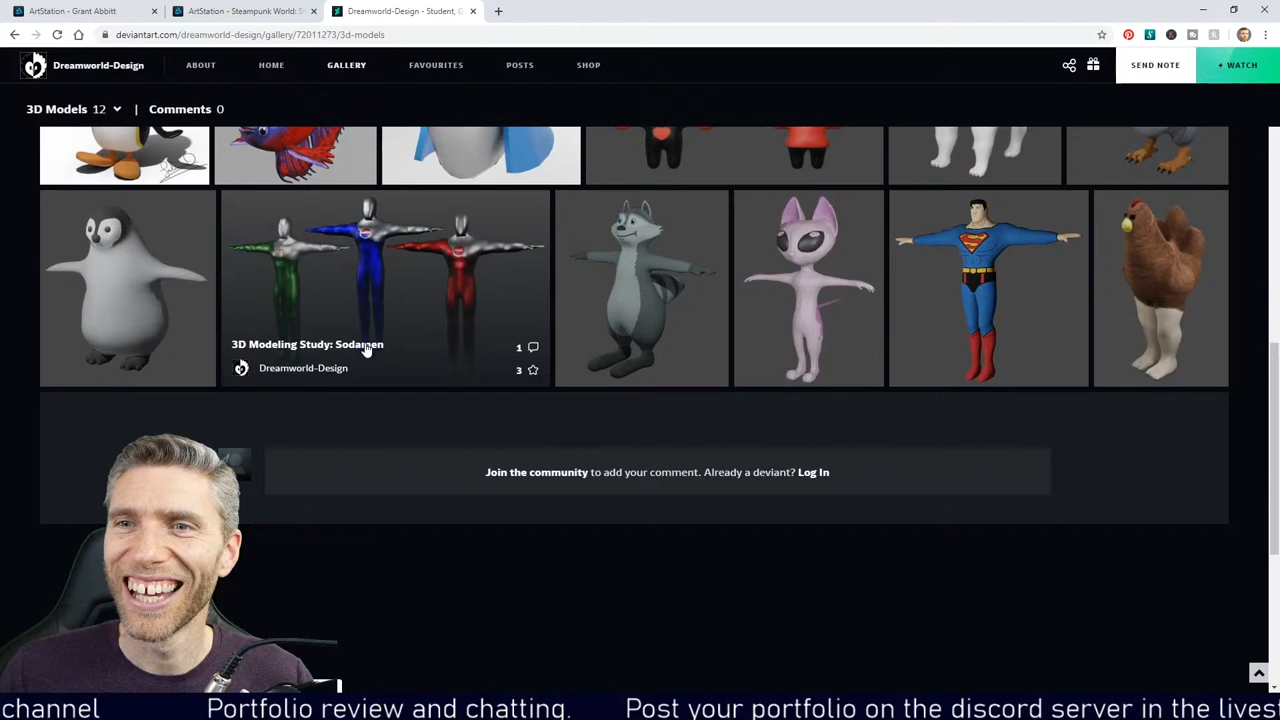 ArtStation - Grant Abbitt
ArtStation - Steampunk World: S
Dreamworld-Design - Student, G
deviantart.com/dreamworld-design/gallery/72011273/3d-models
Dreamworld-Design
ABOUT
HOME
GALLERY
FAVOURITES
POSTS
SHOP
SEND NOTE
+ WATCH
3D Models 12 | Comments 0
3D Modeling Study: Sodamen
1
Dreamworld-Design
3
Join the community to add your comment. Already a deviant? Log In
channel Portfolio review and chatting. Post your portfolio on the discord server in the livest